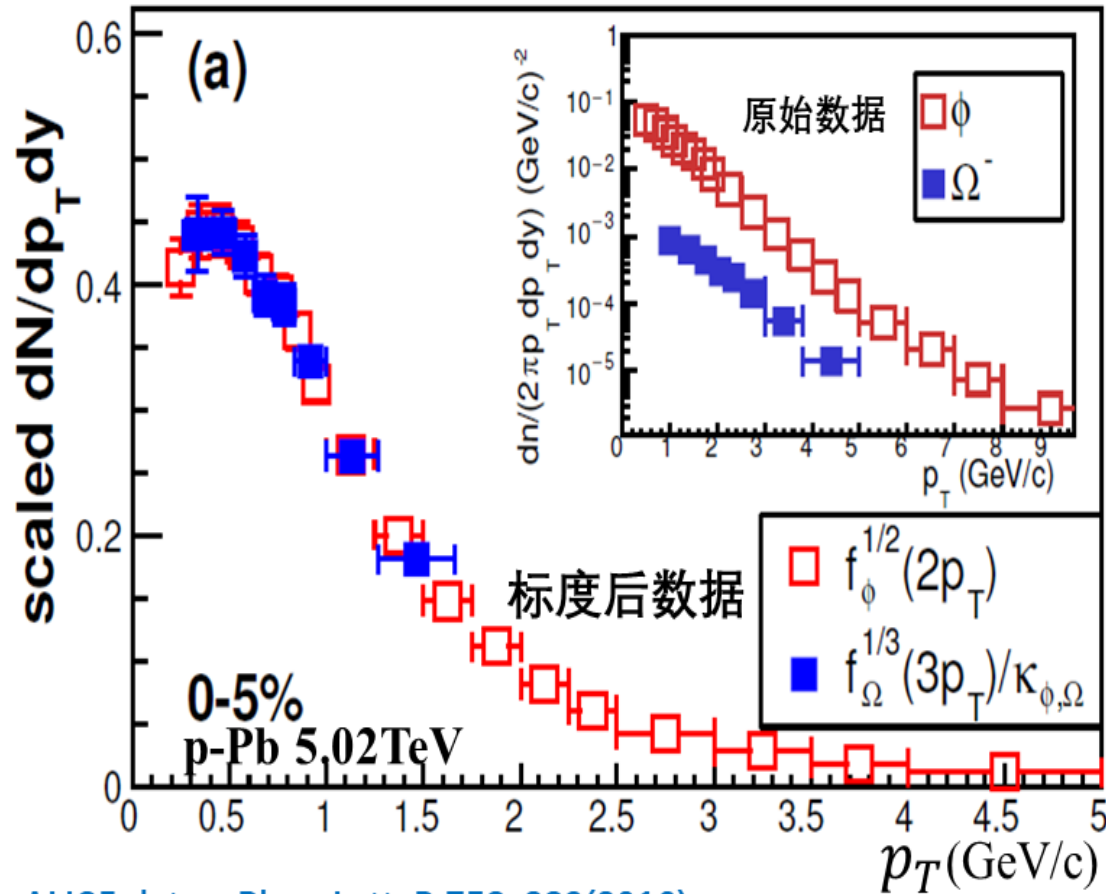 (a)
scaled dN/dp_T dy
0.6
0.4
0.2
0
0 0.5 1 1.5 2 2.5 3 3.5 4 4.5 5
p_T (GeV/c)
dn/(2πp_T dp_T dy) (GeV/c)^-2
1
10^-1
10^-2
10^-3
10^-4
10^-5
0 1 2 3 4 5 6 7 8 9
p_T (GeV/c)
原始数据
ϕ
Ω^-
标度后数据
f_ϕ^1/2(2p_T)
f_Ω^1/3(3p_T)/κ_ϕ,Ω
0-5%
p-Pb 5.02TeV